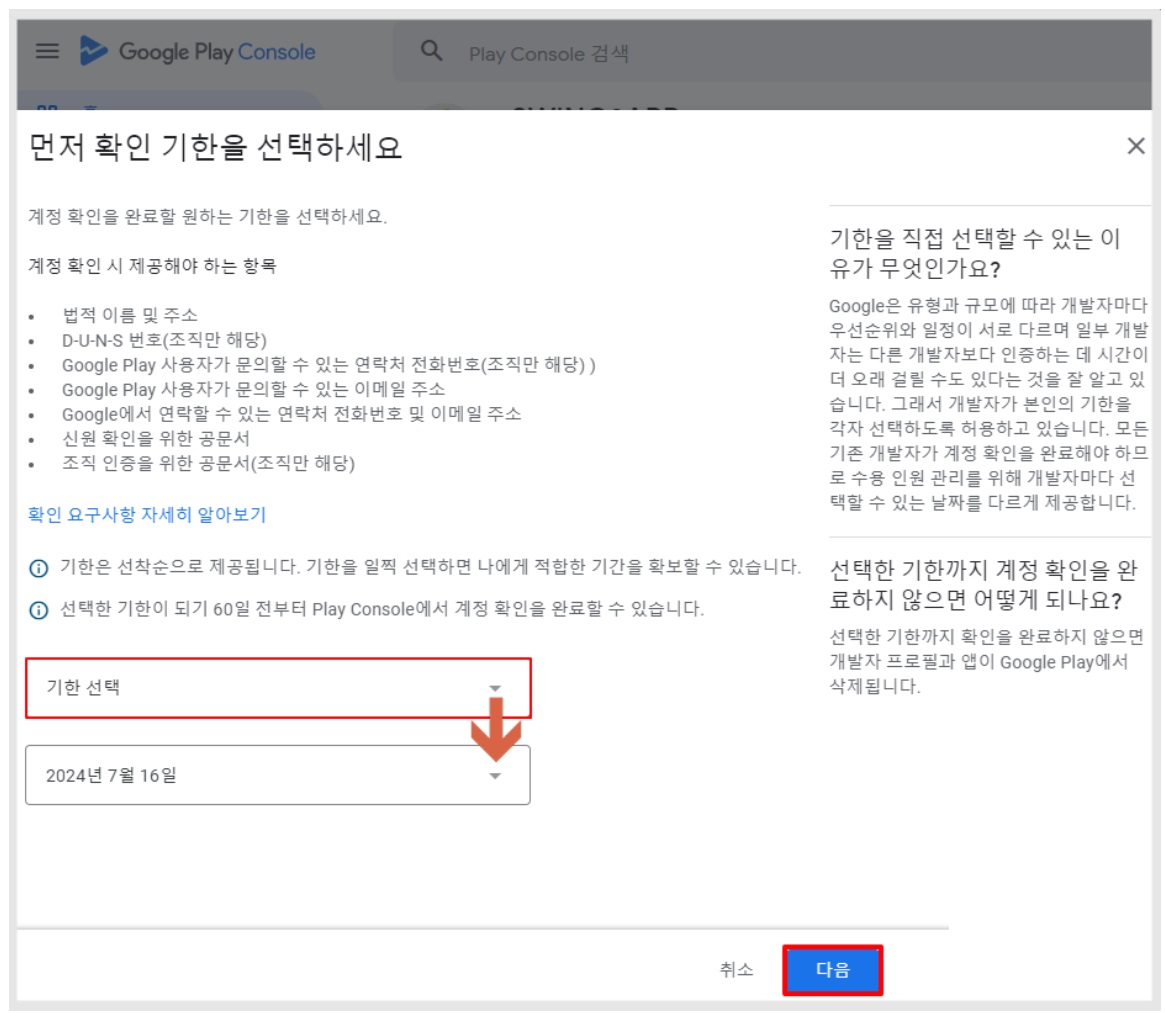 Google Play Console
Play Console 검색
먼저 확인 기한을 선택하세요
계정 확인을 완료할 원하는 기한을 선택하세요.
계정 확인 시 제공해야 하는 항목
• 법적 이름 및 주소
• D-U-N-S 번호(조직만 해당)
• Google Play 사용자가 문의할 수 있는 연락처 전화번호(조직만 해당) )
• Google Play 사용자가 문의할 수 있는 이메일 주소
• Google에서 연락할 수 있는 연락처 전화번호 및 이메일 주소
• 신원 확인을 위한 공문서
• 조직 인증을 위한 공문서(조직만 해당)
확인 요구사항 자세히 알아보기
기한은 선착순으로 제공됩니다. 기한을 일찍 선택하면 나에게 적합한 기간을 확보할 수 있습니다.
선택한 기한이 되기 60일 전부터 Play Console에서 계정 확인을 완료할 수 있습니다.
기한 선택
2024년 7월 16일
기한을 직접 선택할 수 있는 이
유가 무엇인가요?
Google은 유형과 규모에 따라 개발자마다
우선순위와 일정이 서로 다르며 일부 개발
자는 다른 개발자보다 인증하는 데 시간이
더 오래 걸릴 수도 있다는 것을 잘 알고 있
습니다. 그래서 개발자가 본인의 기한을
각자 선택하도록 허용하고 있습니다. 모든
기존 개발자가 계정 확인을 완료해야 하므
로 수용 인원 관리를 위해 개발자마다 선
택할 수 있는 날짜를 다르게 제공합니다.
선택한 기한까지 계정 확인을 완
료하지 않으면 어떻게 되나요?
선택한 기한까지 확인을 완료하지 않으면
개발자 프로필과 앱이 Google Play에서
삭제됩니다.
취소
다음